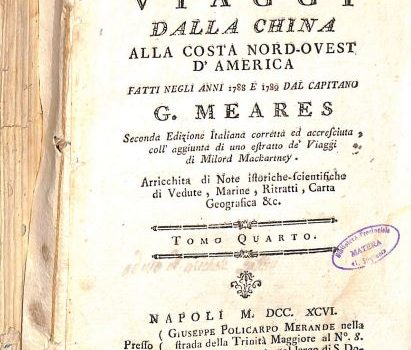 VIAGGI
DALLA CHINA
ALLA COSTA NORD-OVEST
D' AMERICA
FATTI NEGLI ANNI 1788 E 1789 DAL CAPITANO
G. MEARES
Seconda Edizione Italiana corretta ed accresciuta,
coll' aggiunta di uno estratto de' Viaggi
di Milord Mackartney.
Arricchita di Note istoriche-scientifiche
di Vedute, Marine, Ritratti, Carta
Geografica &c.
TOMO QUARTO.
Biblioteca Provinciale
MATERA
NAPOLI M. DCC. XCVI.
( GIUSEPPE POLICARPO MERANDE nella
Presso ( strada della Trinità Maggiore al N°. 8.
S. Do-